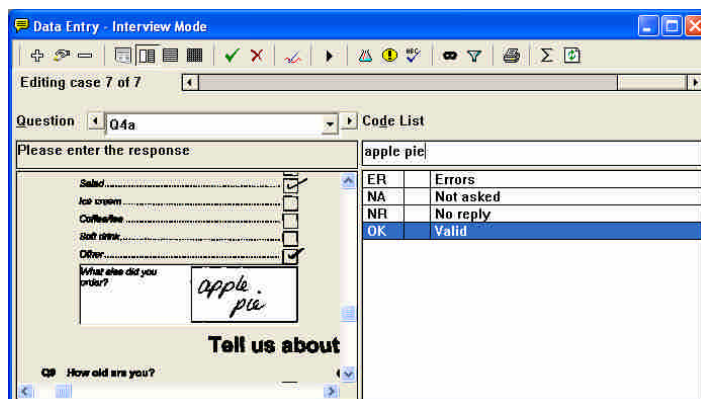 Data Entry - Interview Mode
Editing case 7 of 7
Question Q4a Code List
Please enter the response
apple pie
Salad
Ice cream
Coffee/tea
Soft drink
Other
What else did you
order?
apple.
pie
Tell us about
Q9 How old are you?
ER Errors
NA Not asked
NR No reply
OK Valid